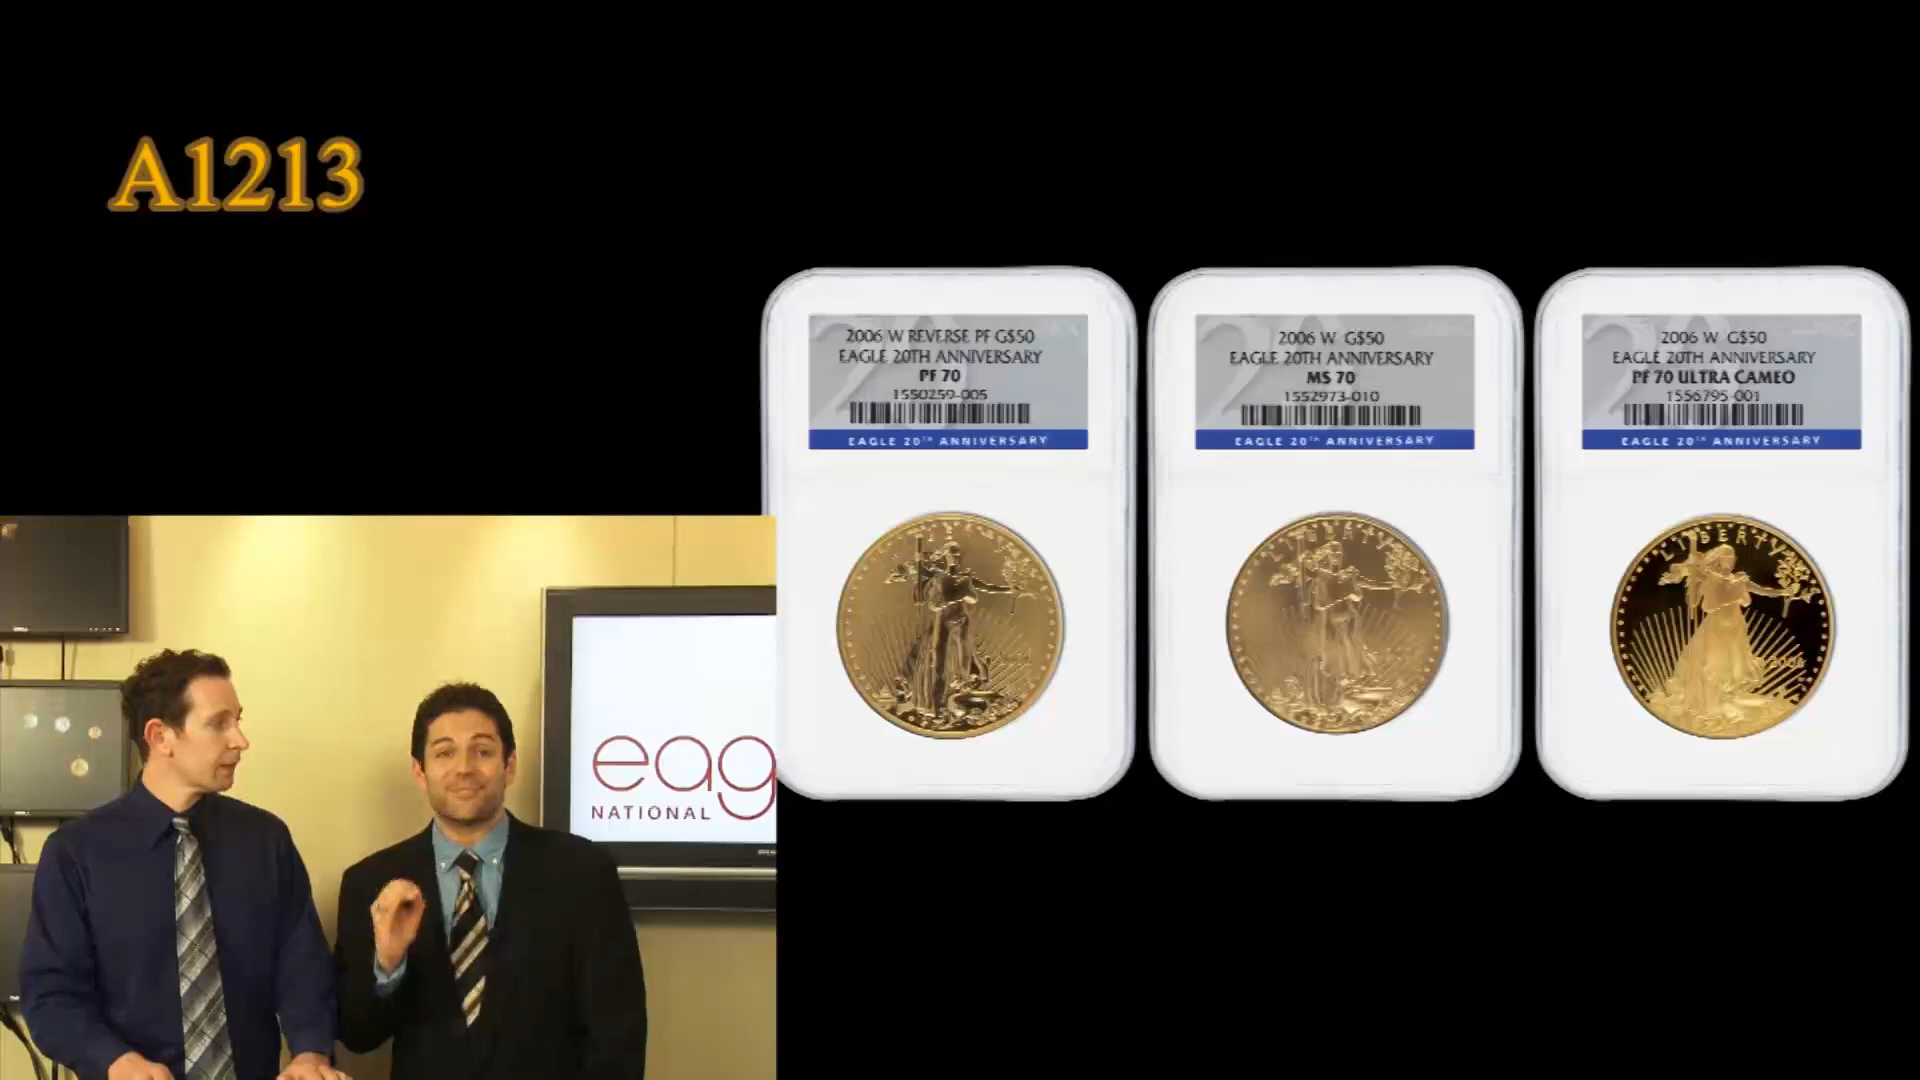 A1213
2006 W REVERSE PF G$50
EAGLE 20TH ANNIVERSARY
PF 70
1550259-005
EAGLE 20TH ANNIVERSARY
2006 W G$50
EAGLE 20TH ANNIVERSARY
MS 70
1552973-010
EAGLE 20TH ANNIVERSARY
LIBERTY
2006 W G$50
EAGLE 20TH ANNIVERSARY
PF 70 ULTRA CAMEO
1556795-001
EAGLE 20TH ANNIVERSARY
LIBERTY
2006
eag
NATIONAL